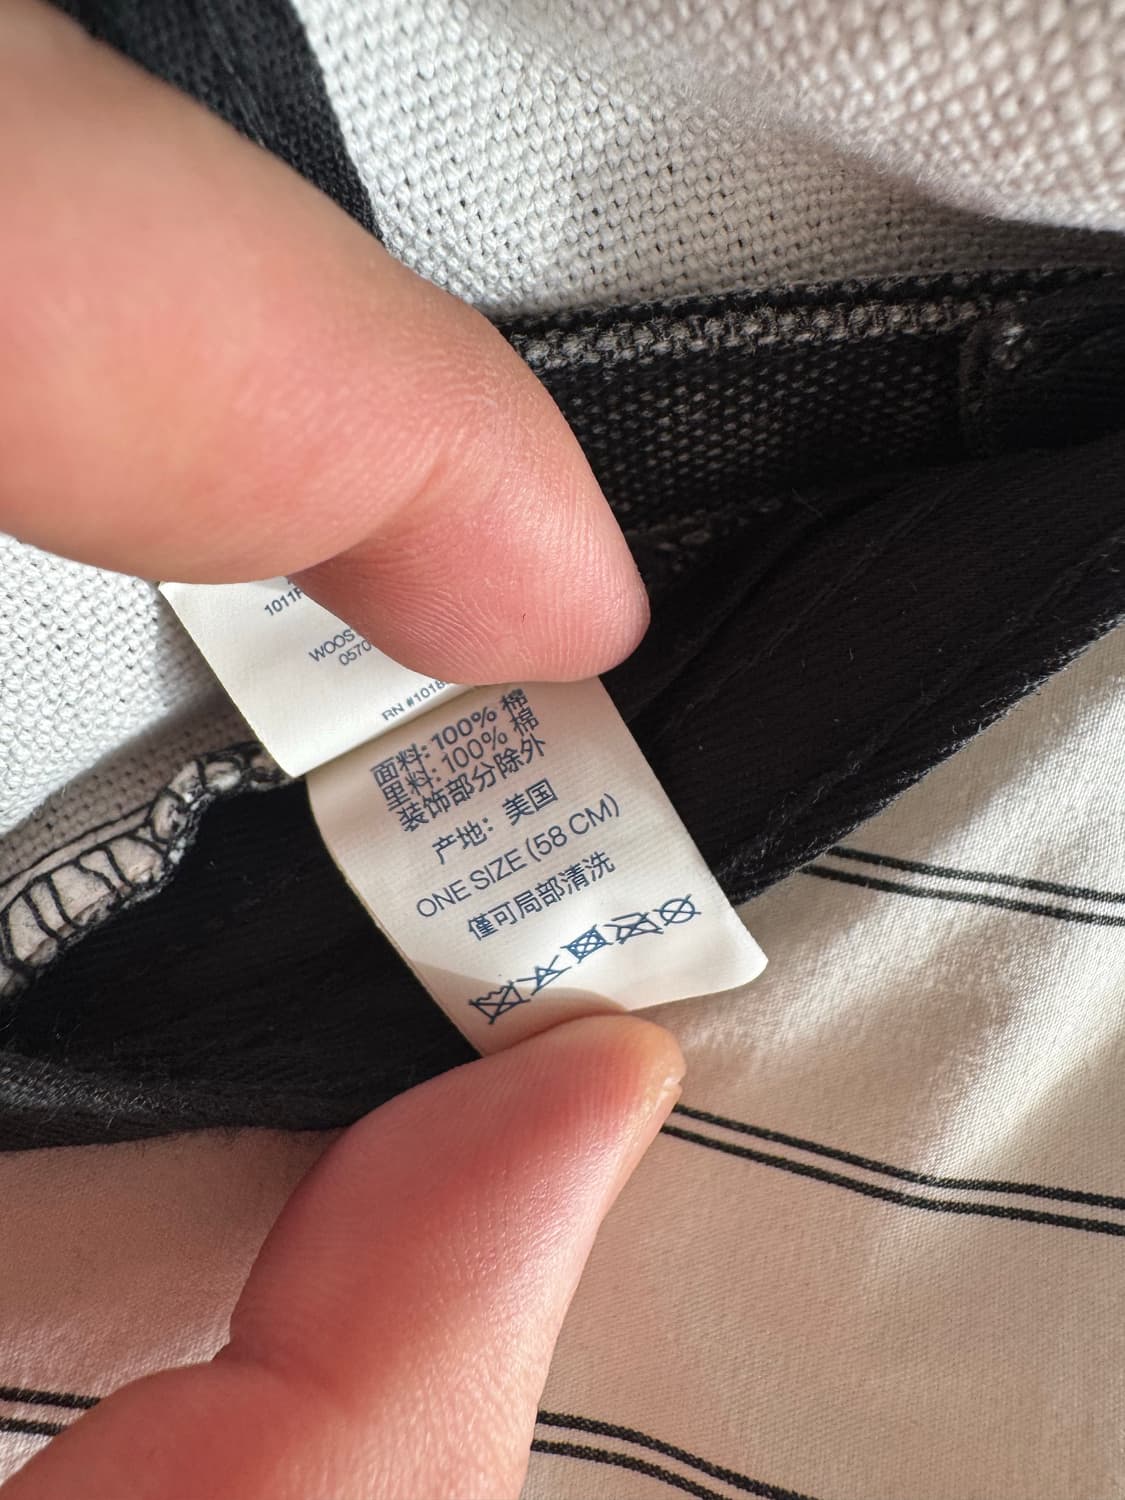 1011
WOOS
0570
RN #1018
面料: 100% 棉
里料: 100% 棉
装饰部分除外
产地: 美国
ONE SIZE (58 CM)
僅可局部清洗